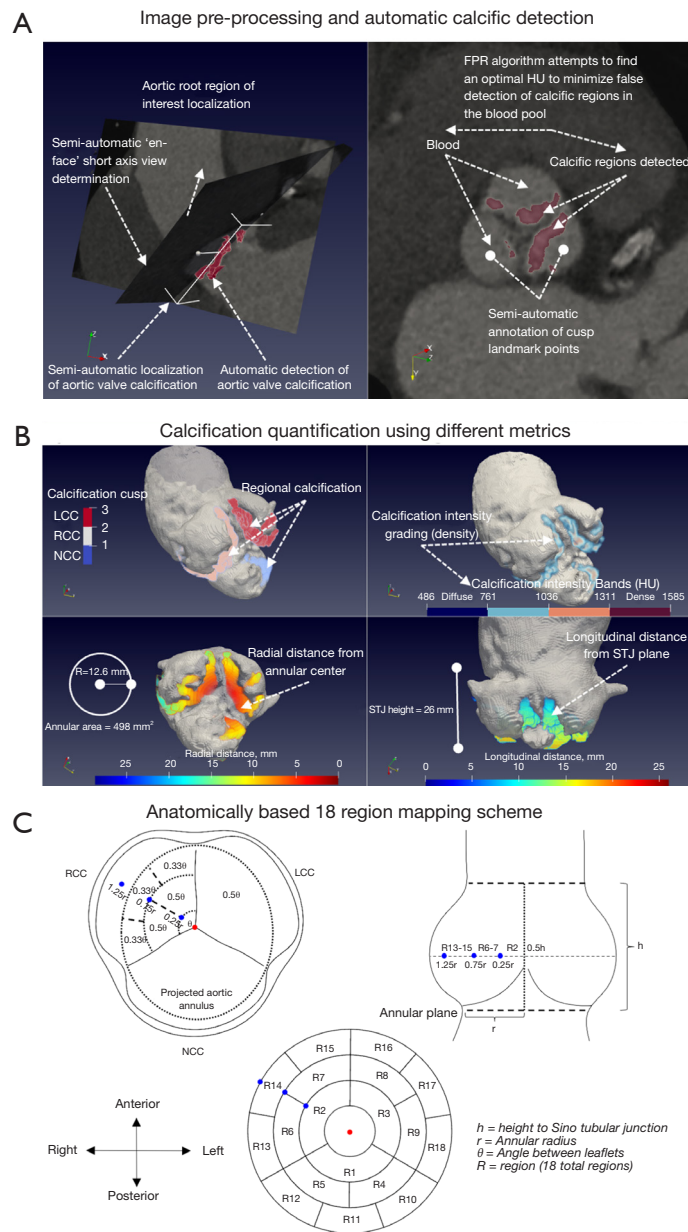 A
Image pre-processing and automatic calcific detection
Aortic root region of
interest localization
Semi-automatic 'en-
face' short axis view
determination
Semi-automatic localization
of aortic valve calcification
Automatic detection of
aortic valve calcification
FPR algorithm attempts to find
an optimal HU to minimize false
detection of calcific regions in
the blood pool
Blood
Calcific regions detected
Semi-automatic
annotation of cusp
landmark points
B
Calcification quantification using different metrics
Calcification cusp
LCC
RCC
NCC
3
2
1
Regional calcification
Calcification intensity
grading (density)
Calcification intensity Bands (HU)
486 Diffuse 761 1036 1311 Dense 1585
R=12.6 mm
Annular area = 498 mm²
Radial distance from
annular center
Radial distance, mm
25 20 15 10 5 0
STJ height = 26 mm
Longitudinal distance
from STJ plane
Longitudinal distance, mm
0 5 10 15 20 25
C
Anatomically based 18 region mapping scheme
RCC
LCC
NCC
0.33θ
0.33θ
0.33θ
0.5θ
0.5θ
0.5θ
θ
1.25r
0.75r
0.25r
Projected aortic
annulus
R13-15 R6-7 R2 0.5h
1.25r 0.75r 0.25r
h
Annular plane
r
Anterior
Right
Left
Posterior
R15 R16
R7 R8
R14 R17
R2 R3
R6 R9
R13 R18
R1
R5 R4
R12 R10
R11
h = height to Sino tubular junction
r = Annular radius
θ = Angle between leaflets
R = region (18 total regions)